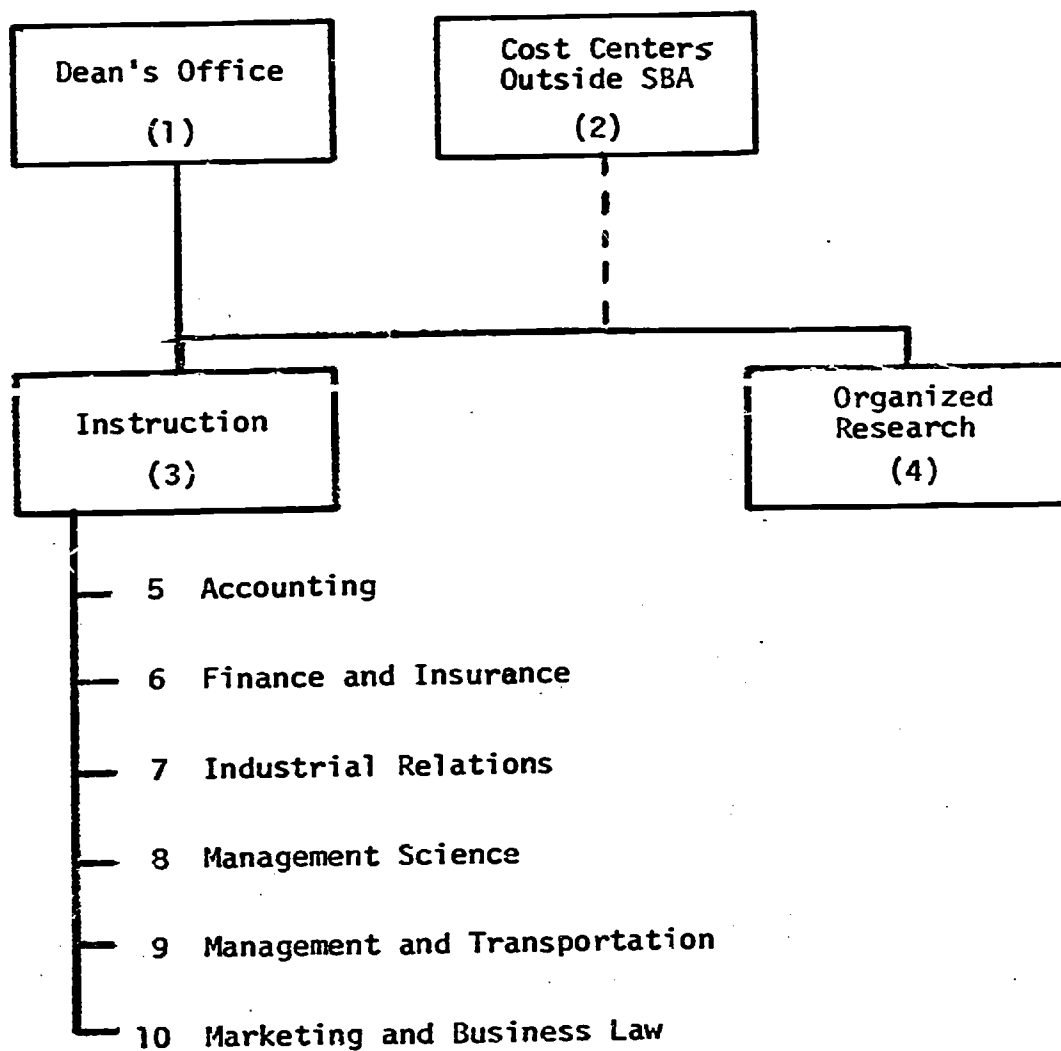 Dean's Office
(1)
Cost Centers
Outside SBA
(2)
Instruction
(3)
Organized
Research
(4)
5 Accounting
6 Finance and Insurance
7 Industrial Relations
8 Management Science
9 Management and Transportation
10 Marketing and Business Law